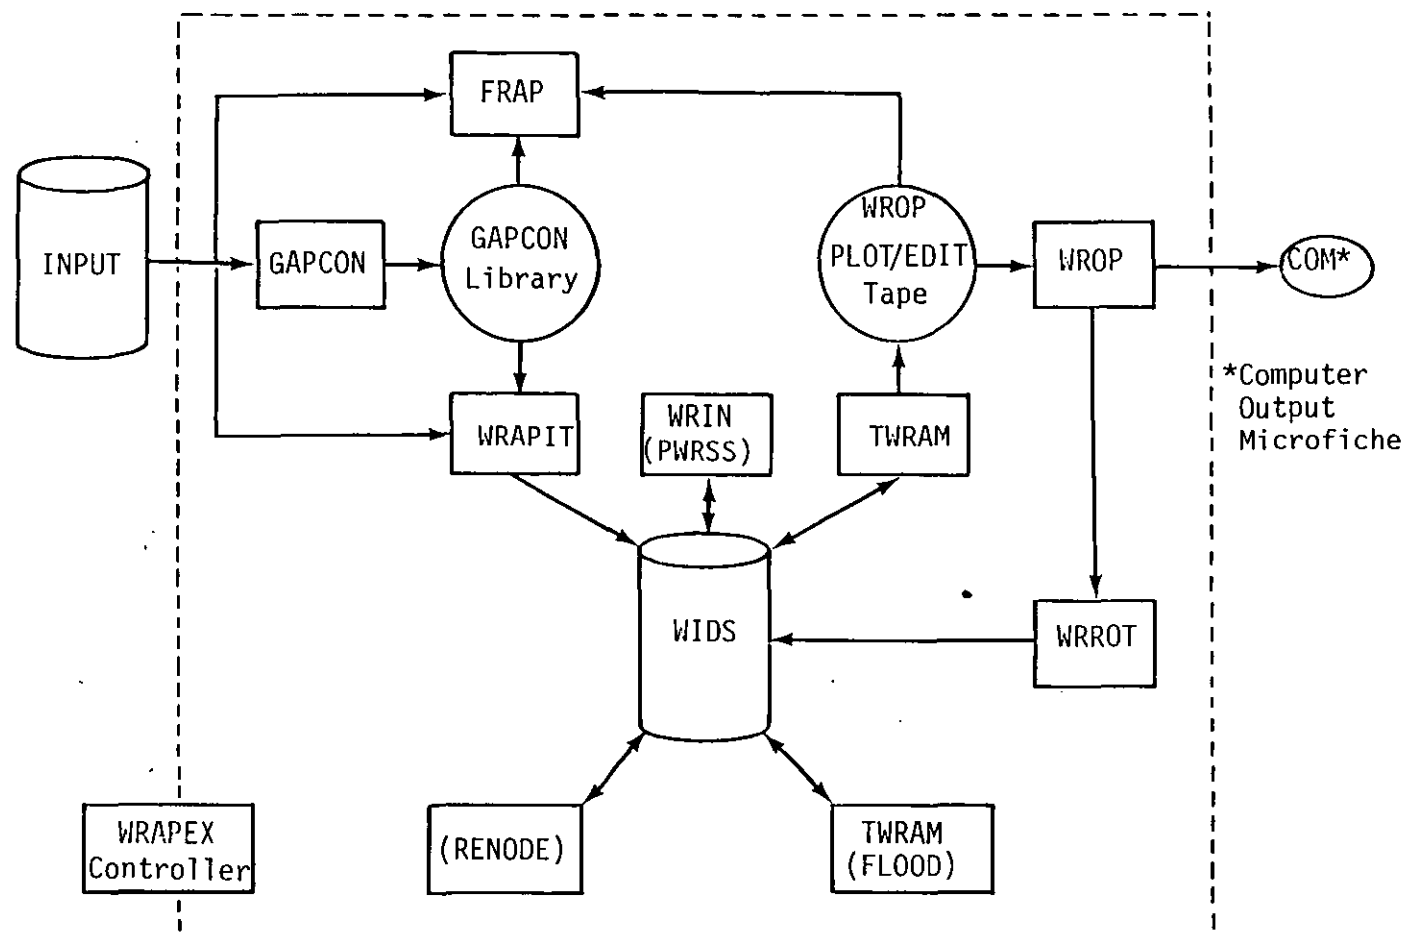 FRAP
INPUT
GAPCON
GAPCON
Library
WROP
PLOT/EDIT
Tape
WROP
COM*
*Computer
Output
Microfiche
WRAPIT
WRIN
(PWRSS)
TWRAM
WIDS
WRROT
WRAPEX
Controller
(RENODE)
TWRAM
(FLOOD)